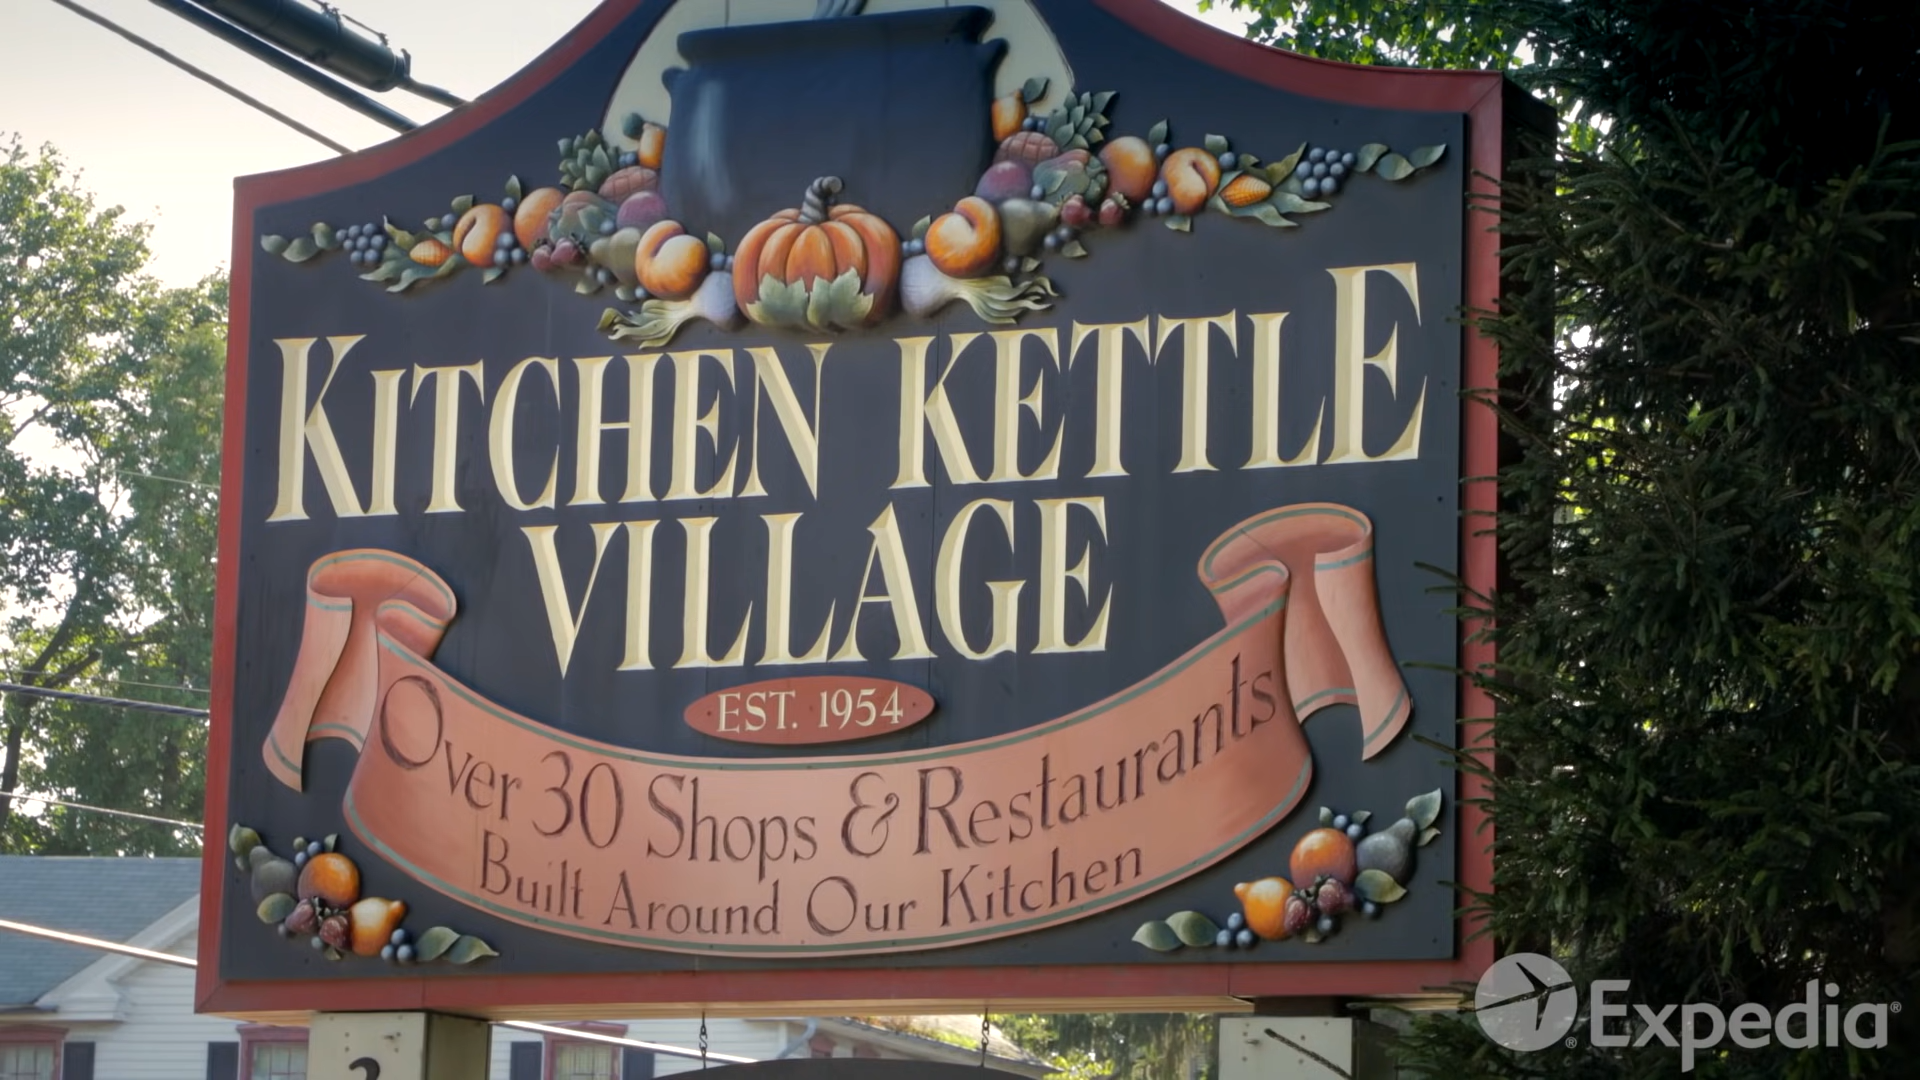 KITCHEN KETTLE
VILLAGE
EST. 1954
Over 30 Shops & Restaurants
Built Around Our Kitchen
Expedia®